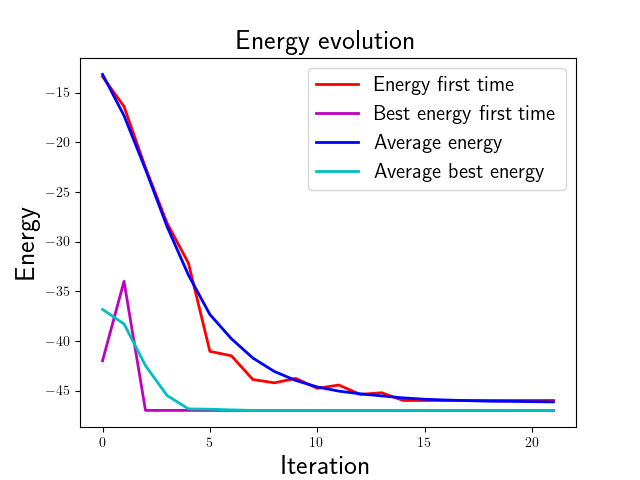 Energy evolution
Energy first time
Best energy first time
Average energy
Average best energy
Energy
−15
−20
−25
−30
−35
−40
−45
0 5 10 15 20
Iteration